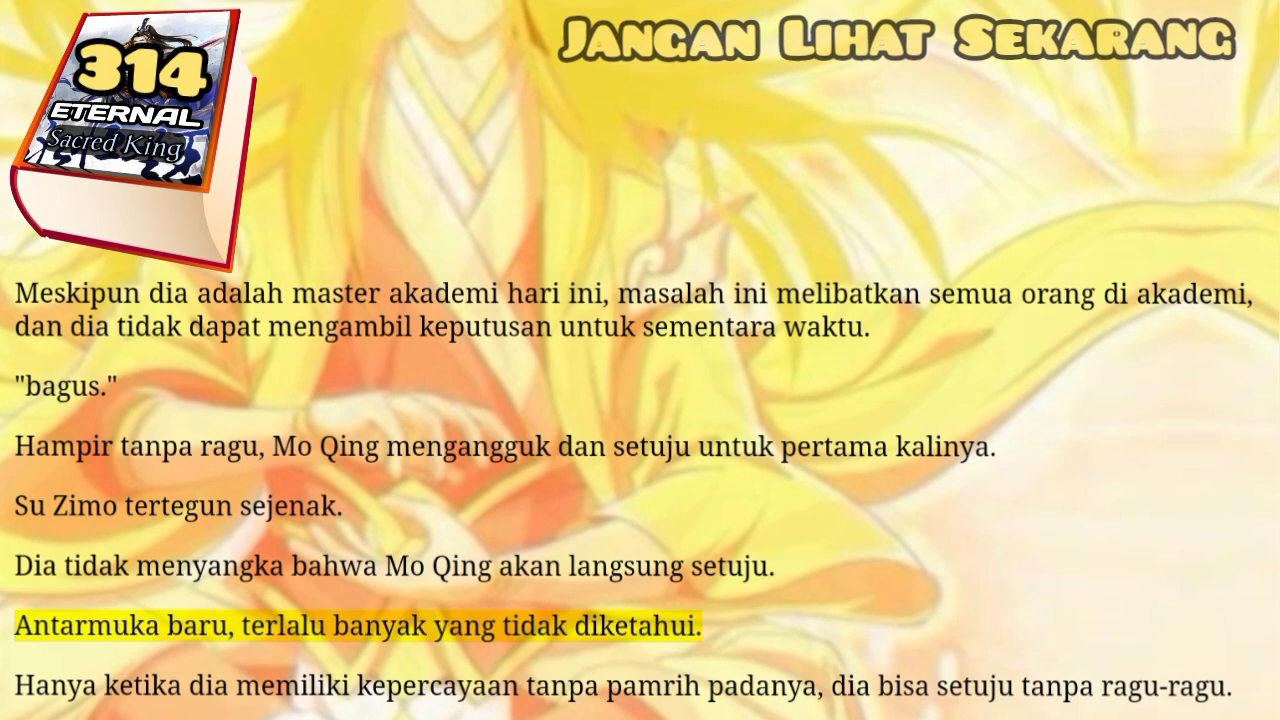 314
ETERNAL
Sacred King
Jangan Lihat Sekarang
Meskipun dia adalah master akademi hari ini, masalah ini melibatkan semua orang di akademi,
dan dia tidak dapat mengambil keputusan untuk sementara waktu.
"bagus."
Hampir tanpa ragu, Mo Qing mengangguk dan setuju untuk pertama kalinya.
Su Zimo tertegun sejenak.
Dia tidak menyangka bahwa Mo Qing akan langsung setuju.
Antarmuka baru, terlalu banyak yang tidak diketahui.
Hanya ketika dia memiliki kepercayaan tanpa pamrih padanya, dia bisa setuju tanpa ragu-ragu.